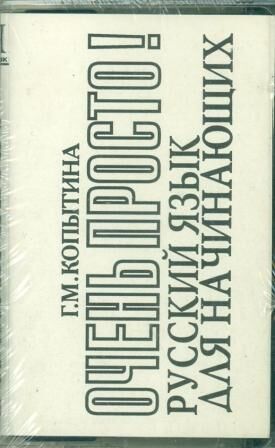 Г.М.КОПЫТИНА
ОЧЕНЬ ПРОСТО!
РУССКИЙ ЯЗЫК
ДЛЯ НАЧИНАЮЩИХ